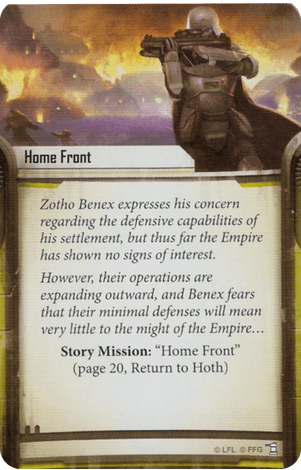 Home Front
Zotho Benex expresses his concern
regarding the defensive capabilities of
his settlement, but thus far the Empire
has shown no signs of interest.
However, their operations are
expanding outward, and Benex fears
that their minimal defenses will mean
very little to the might of the Empire…
Story Mission: “Home Front”
(page 20, Return to Hoth)
© LFL © FFG